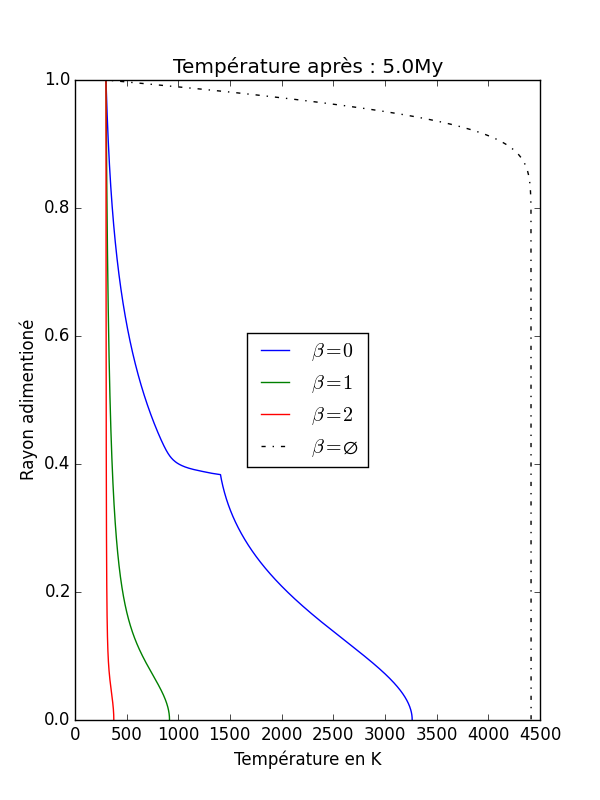 Température après : 5.0My
1.0
0.8
0.6
0.4
0.2
0.0
Rayon adimentioné
β=0
β=1
β=2
β=∅
0 500 1000 1500 2000 2500 3000 3500 4000 4500
Température en K